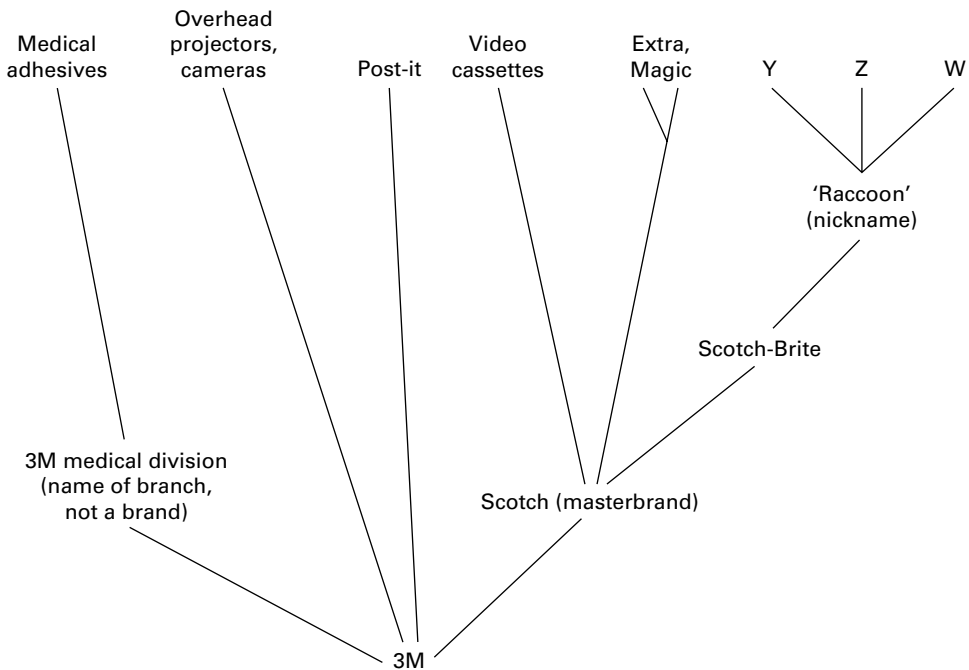 Medical
adhesives
Overhead
projectors,
cameras
Post-it
Video
cassettes
Extra,
Magic
Y
Z
W
‘Raccoon’
(nickname)
Scotch-Brite
3M medical division
(name of branch,
not a brand)
Scotch (masterbrand)
3M